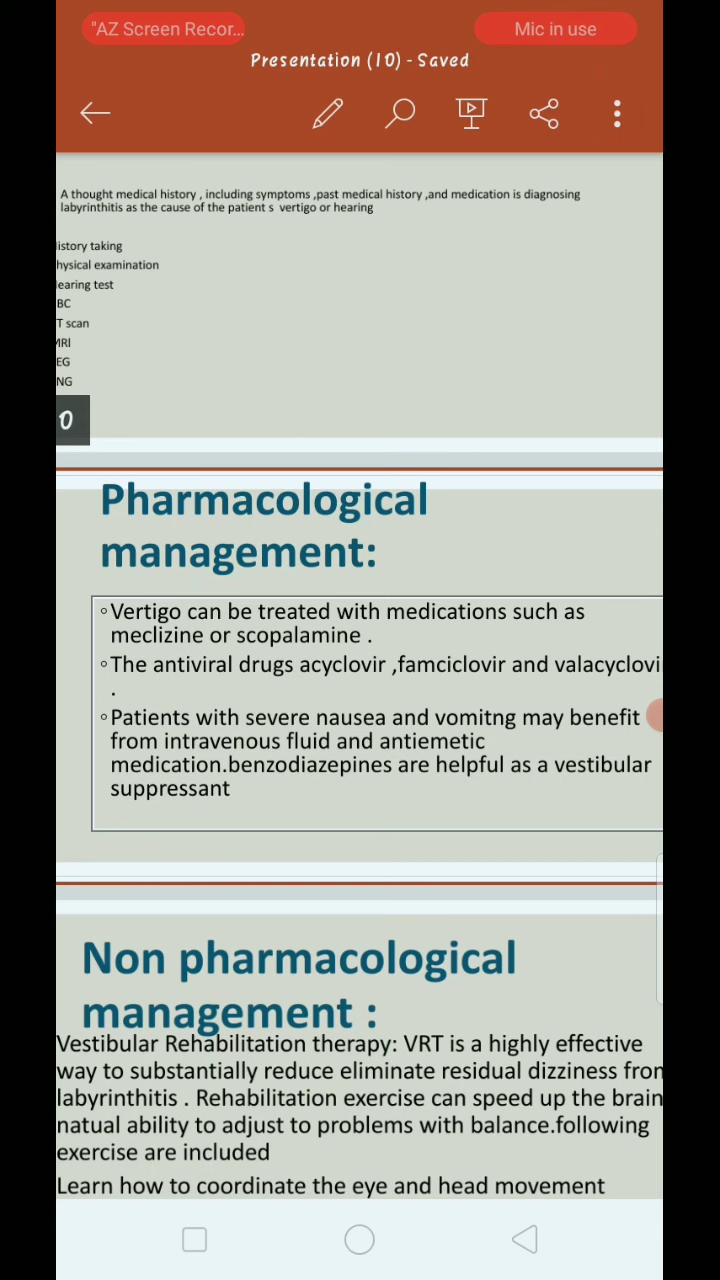 "AZ Screen Recor...
Mic in use
Presentation (10) - Saved
A thought medical history , including symptoms ,past medical history ,and medication is diagnosing
labyrinthitis as the cause of the patient s vertigo or hearing
istory taking
hysical examination
earing test
BC
T scan
MRI
EG
NG
0
Pharmacological
management:
◦Vertigo can be treated with medications such as
meclizine or scopalamine .
◦The antiviral drugs acyclovir ,famciclovir and valacyclovi
.
◦Patients with severe nausea and vomitng may benefit
from intravenous fluid and antiemetic
medication.benzodiazepines are helpful as a vestibular
suppressant
Non pharmacological
management :
Vestibular Rehabilitation therapy: VRT is a highly effective
way to substantially reduce eliminate residual dizziness from
labyrinthitis . Rehabilitation exercise can speed up the brain
natual ability to adjust to problems with balance.following
exercise are included
Learn how to coordinate the eye and head movement